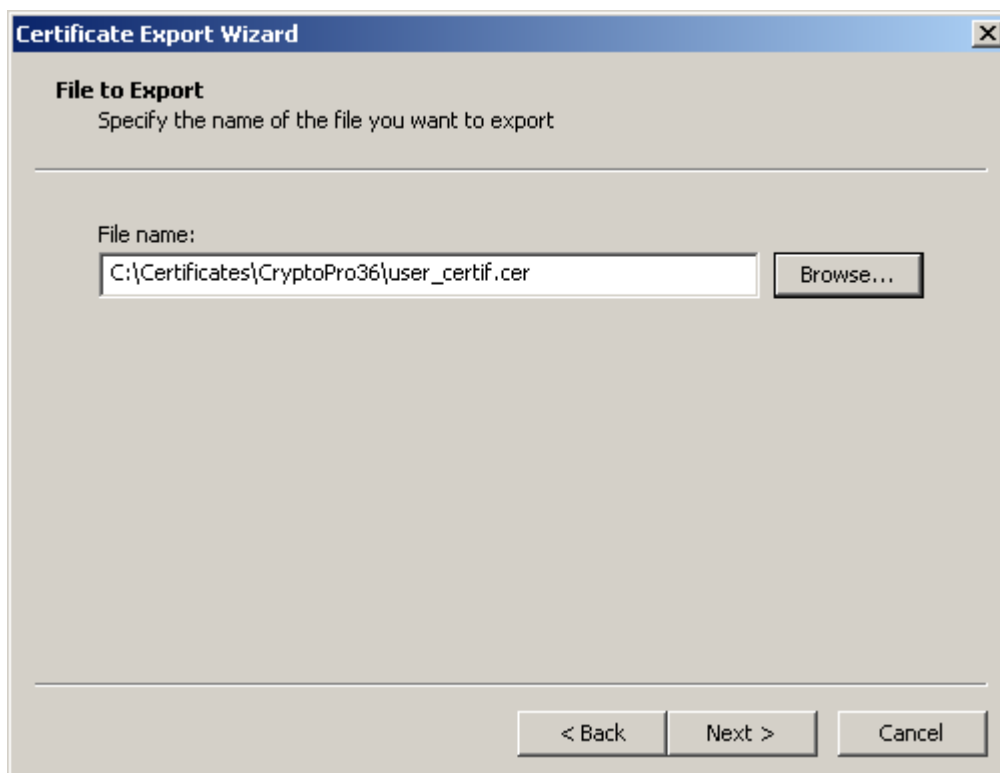 Certificate Export Wizard
File to Export
Specify the name of the file you want to export
File name:
C:\Certificates\CryptoPro36\user_certif.cer
Browse...
< Back
Next >
Cancel